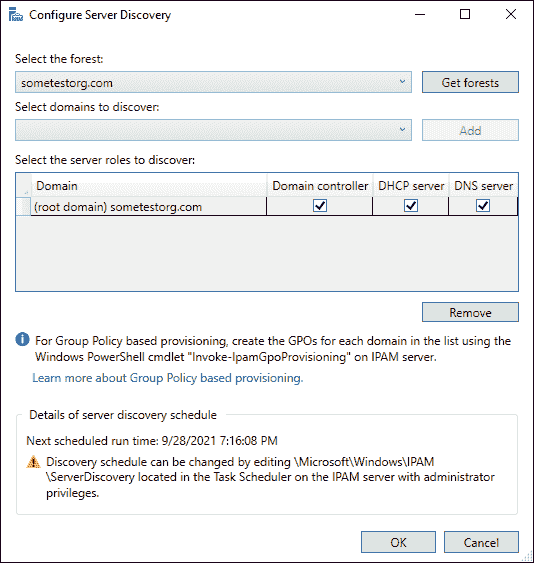 Configure Server Discovery
Select the forest:
sometestorg.com
Get forests
Select domains to discover:
Add
Select the server roles to discover:
Domain Domain controller DHCP server DNS server
(root domain) sometestorg.com
Remove
For Group Policy based provisioning, create the GPOs for each domain in the list using the
Windows PowerShell cmdlet "Invoke-IpamGpoProvisioning" on IPAM server.
Learn more about Group Policy based provisioning.
Details of server discovery schedule
Next scheduled run time: 9/28/2021 7:16:08 PM
Discovery schedule can be changed by editing \Microsoft\Windows\IPAM
\ServerDiscovery located in the Task Scheduler on the IPAM server with administrator
privileges.
OK
Cancel